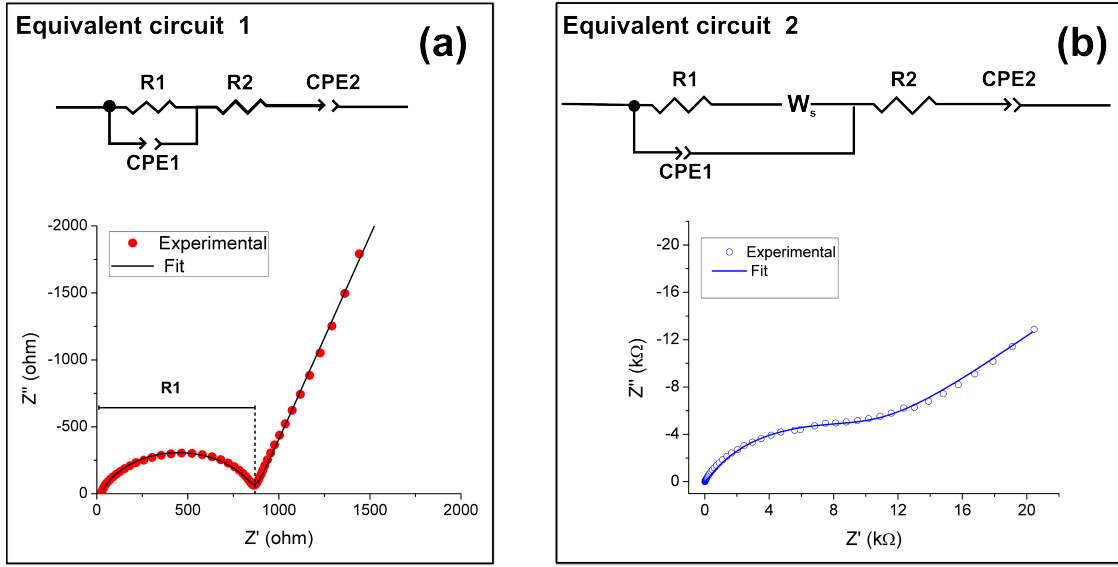 Equivalent circuit 1
(a)
R1
R2
CPE2
CPE1
-2000
-1500
-1000
-500
0
Z'' (ohm)
Experimental
Fit
R1
0
500
1000
1500
2000
Z' (ohm)
Equivalent circuit 2
(b)
R1
Ws
R2
CPE2
CPE1
-20
-16
-12
-8
-4
0
Z'' (kΩ)
Experimental
Fit
0
4
8
12
16
20
Z' (kΩ)